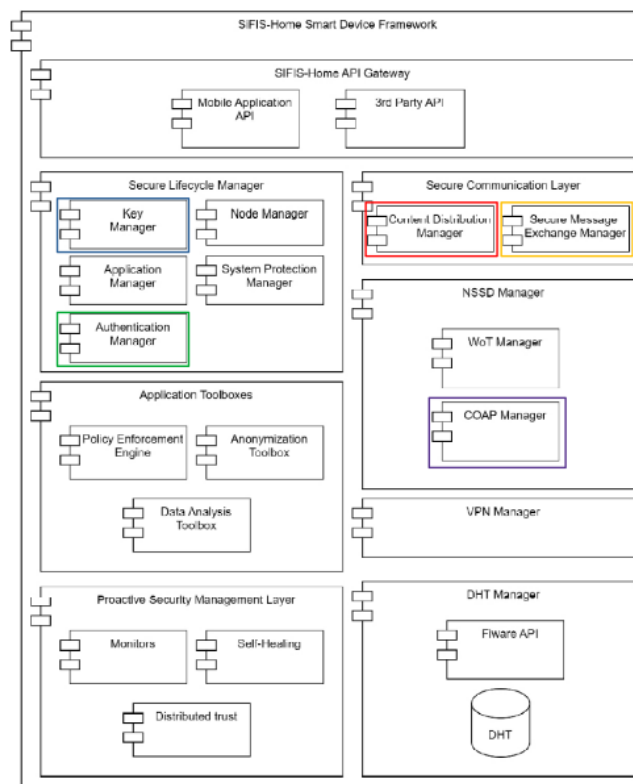 SIFIS-Home Smart Device Framework
SIFIS-Home API Gateway
Mobile Application
API
3rd Party API
Secure Lifecycle Manager
Key
Manager
Node Manager
Application
Manager
System Protection
Manager
Authentication
Manager
Secure Communication Layer
Content Distribution
Manager
Secure Message
Exchange Manager
NSSD Manager
WoT Manager
COAP Manager
Application Toolboxes
Policy Enforcement
Engine
Anonymization
Toolbox
Data Analysis
Toolbox
VPN Manager
Proactive Security Management Layer
Monitors
Self-Healing
Distributed trust
DHT Manager
Fiware API
DHT